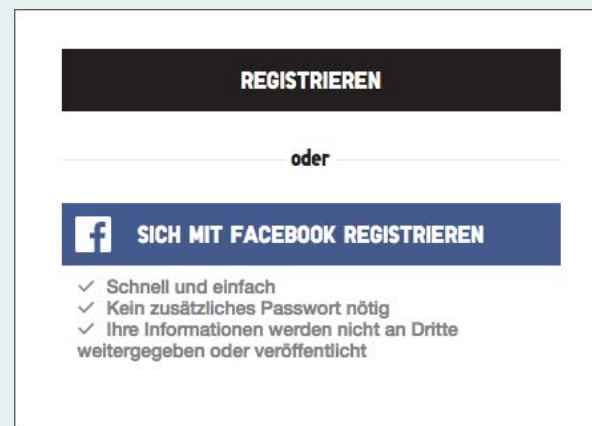 REGISTRIEREN
oder
SICH MIT FACEBOOK REGISTRIEREN
✓ Schnell und einfach
✓ Kein zusätzliches Passwort nötig
✓ Ihre Informationen werden nicht an Dritte
weitergegeben oder veröffentlicht